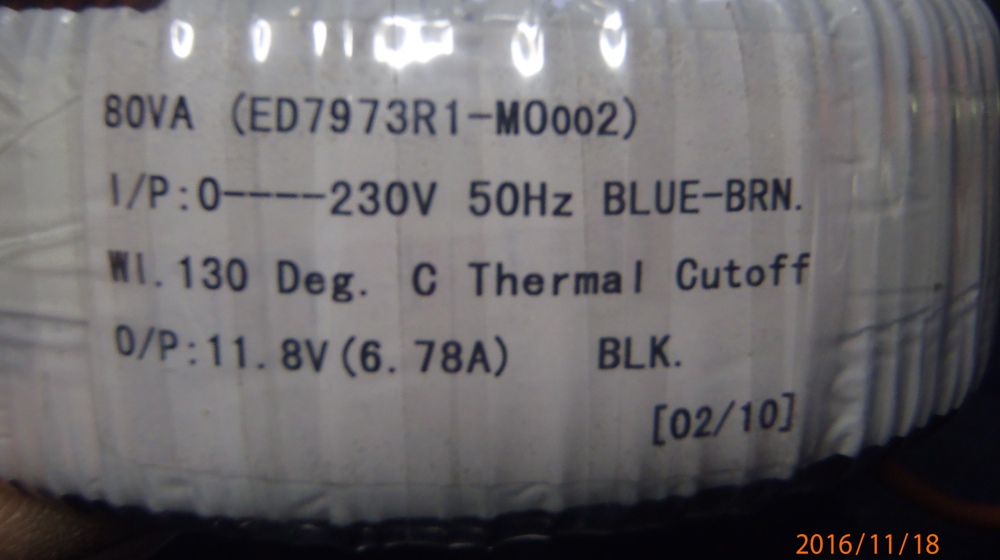 80VA (ED7973R1-MO002)
I/P:0----230V 50Hz BLUE-BRN.
WI.130 Deg. C Thermal Cutoff
O/P:11.8V(6.78A) BLK.
[02/10]
2016/11/18